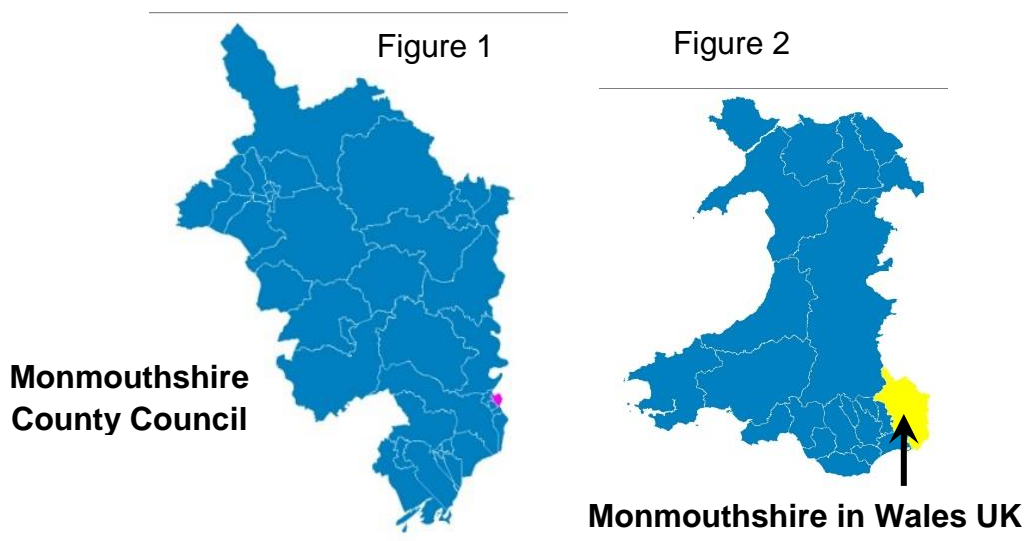 Figure 1
Figure 2
Monmouthshire
County Council
Monmouthshire in Wales UK